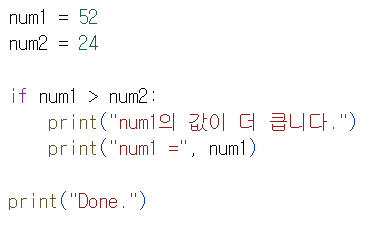 num1 = 52
num2 = 24
if num1 > num2:
print("num1의 값이 더 큽니다.")
print("num1 =", num1)
print("Done.")